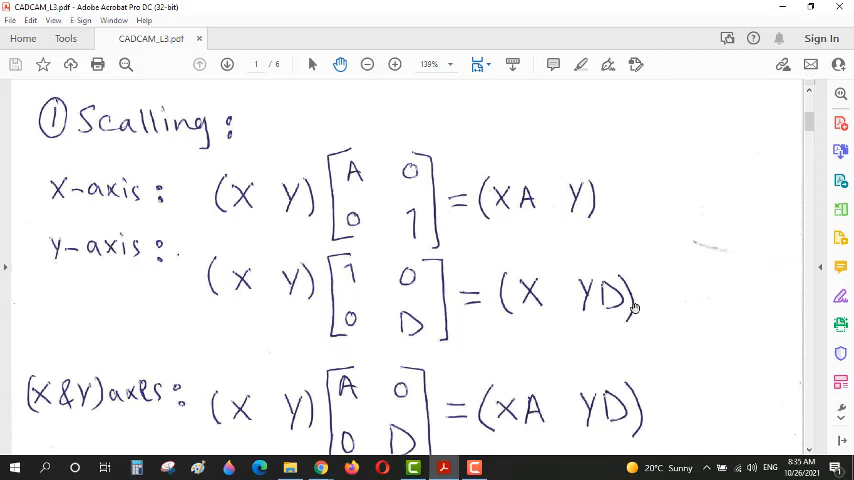 CADCAM_L3.pdf - Adobe Acrobat Pro DC (32-bit)
File Edit View E-Sign Window Help
Home Tools CADCAM_L3.pdf × Sign In
1 / 6 139%
① Scalling :
X-axis : (X Y) [A 0
0 1] = (XA Y)
Y-axis : (X Y) [1 0
0 D] = (X YD)
(X & Y) axes : (X Y) [A 0
0 D] = (XA YD)
20°C Sunny ENG 8:35 AM
10/26/2021